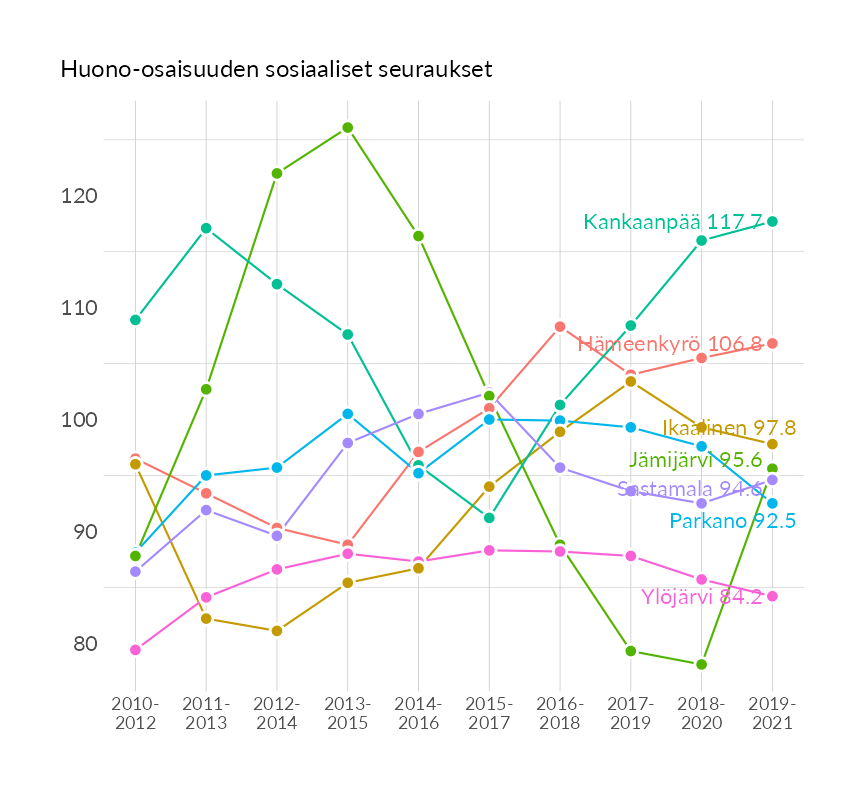 Huono-osaisuuden sosiaaliset seuraukset
120
110
100
90
80
Kankaanpää 117.7
Hämeenkyrö 106.8
Ikaalinen 97.8
Jämijärvi 95.6
Sastamala 94.6
Parkano 92.5
Ylöjärvi 84.2
2010- 2011- 2012- 2013- 2014- 2015- 2016- 2017- 2018- 2019-
2012 2013 2014 2015 2016 2017 2018 2019 2020 2021